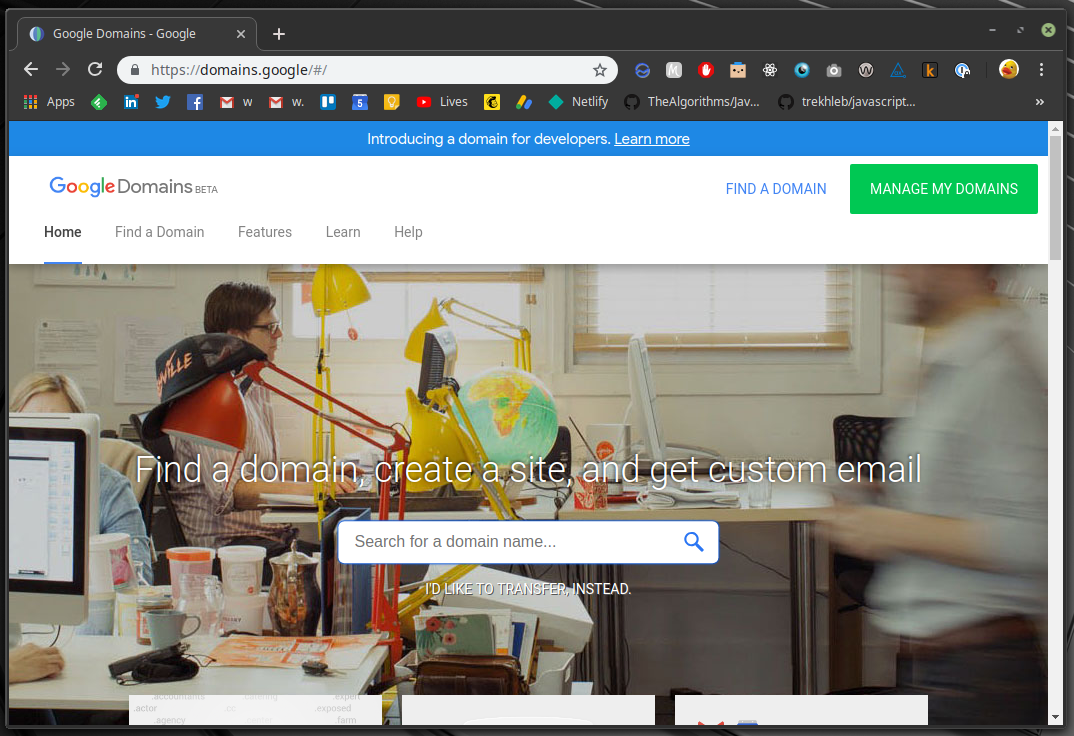 Google Domains - Google
https://domains.google/#/
Apps
w
w.
5
Lives
Netlify
TheAlgorithms/Jav...
trekhleb/javascript...
Introducing a domain for developers. Learn more
Google Domains BETA
FIND A DOMAIN
MANAGE MY DOMAINS
Home
Find a Domain
Features
Learn
Help
Find a domain, create a site, and get custom email
Search for a domain name...
I'D LIKE TO TRANSFER, INSTEAD.
.accountants
.catering
.expert
.actor
.cc
.exposed
.agency
.farm